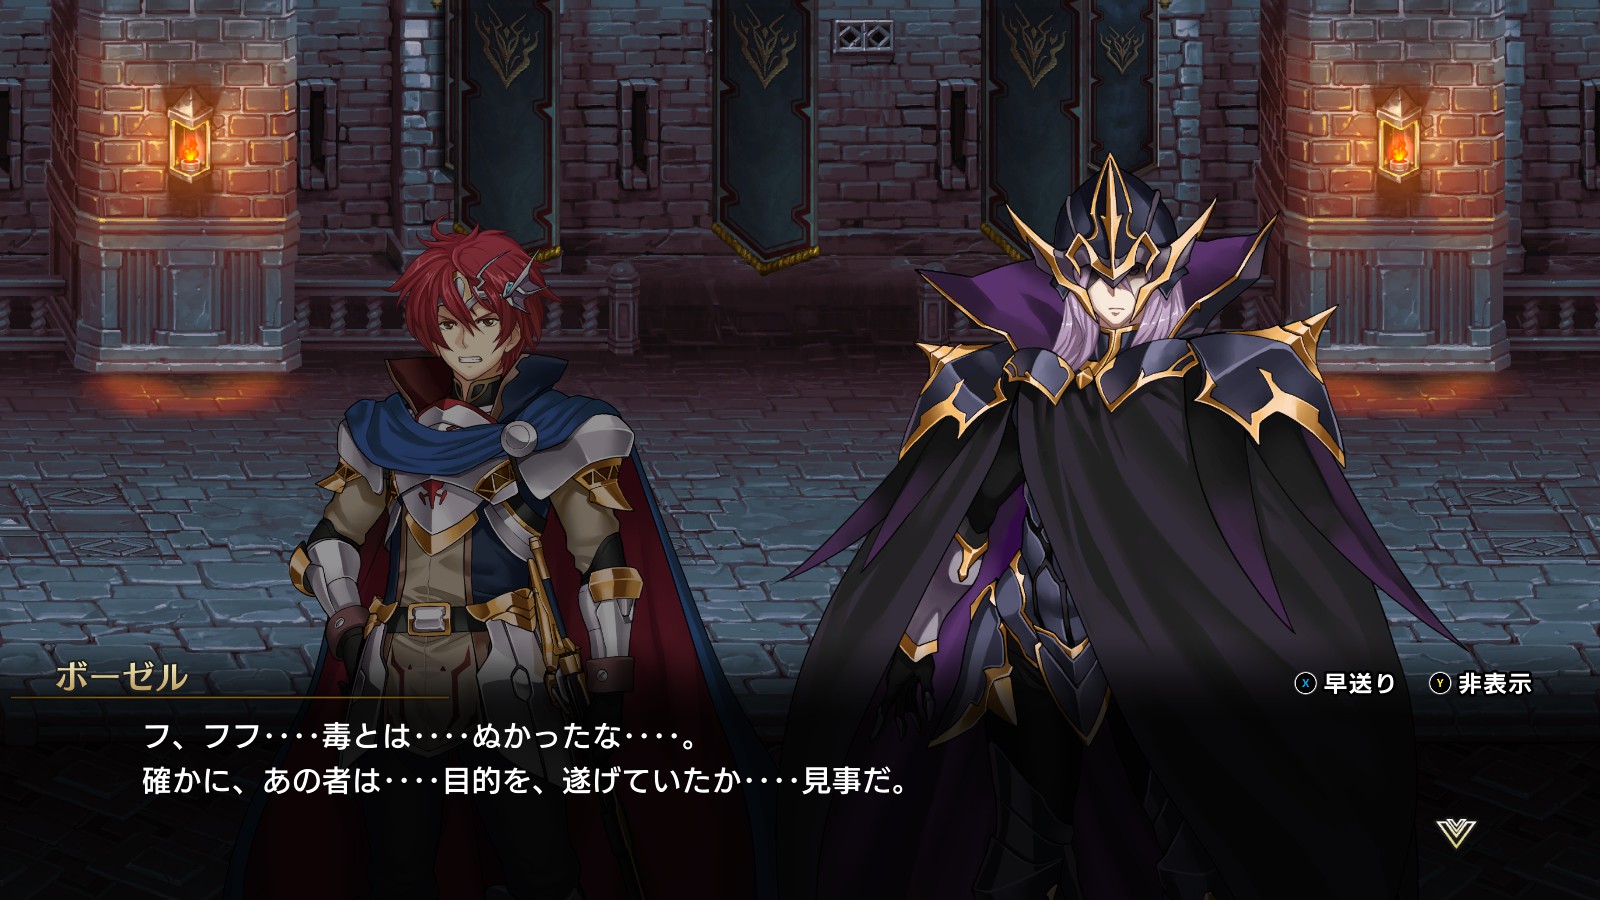 ボーゼル
X 早送り Y 非表示
フ、フフ‥‥毒とは‥‥ぬかったな‥‥。
確かに、あの者は‥‥目的を、遂げていたか‥‥見事だ。